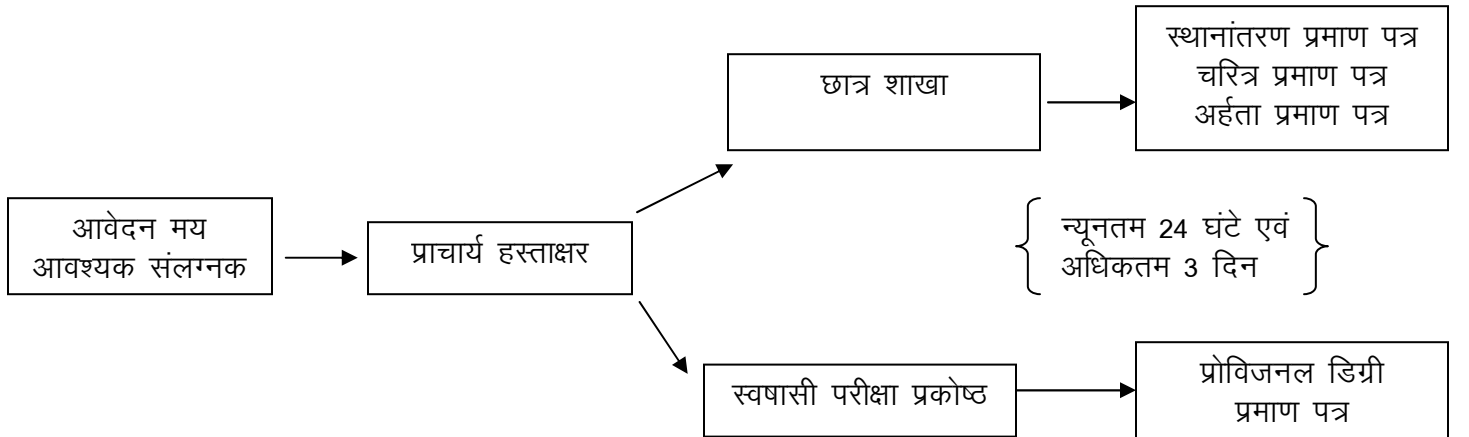 स्थानांतरण प्रमाण पत्र
चरित्र प्रमाण पत्र
अर्हता प्रमाण पत्र
छात्र शाखा
आवेदन मय
आवश्यक संलग्नक
प्राचार्य हस्ताक्षर
न्यूनतम 24 घंटे एवं
अधिकतम 3 दिन
स्वषासी परीक्षा प्रकोष्ठ
प्रोविजनल डिग्री
प्रमाण पत्र